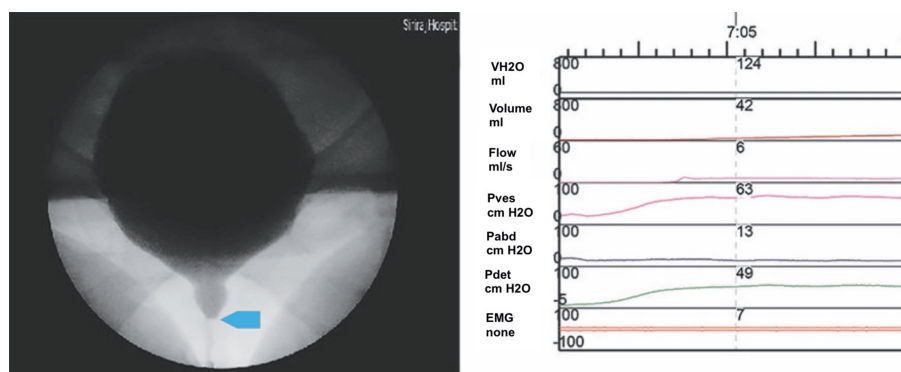 Siriraj Hospit
7:05
VH2O
ml
800
0
124
Volume
ml
800
0
42
Flow
ml/s
60
0
6
Pves
cm H2O
100
0
63
Pabd
cm H2O
100
0
13
Pdet
cm H2O
100
-5
49
EMG
none
100
-100
7